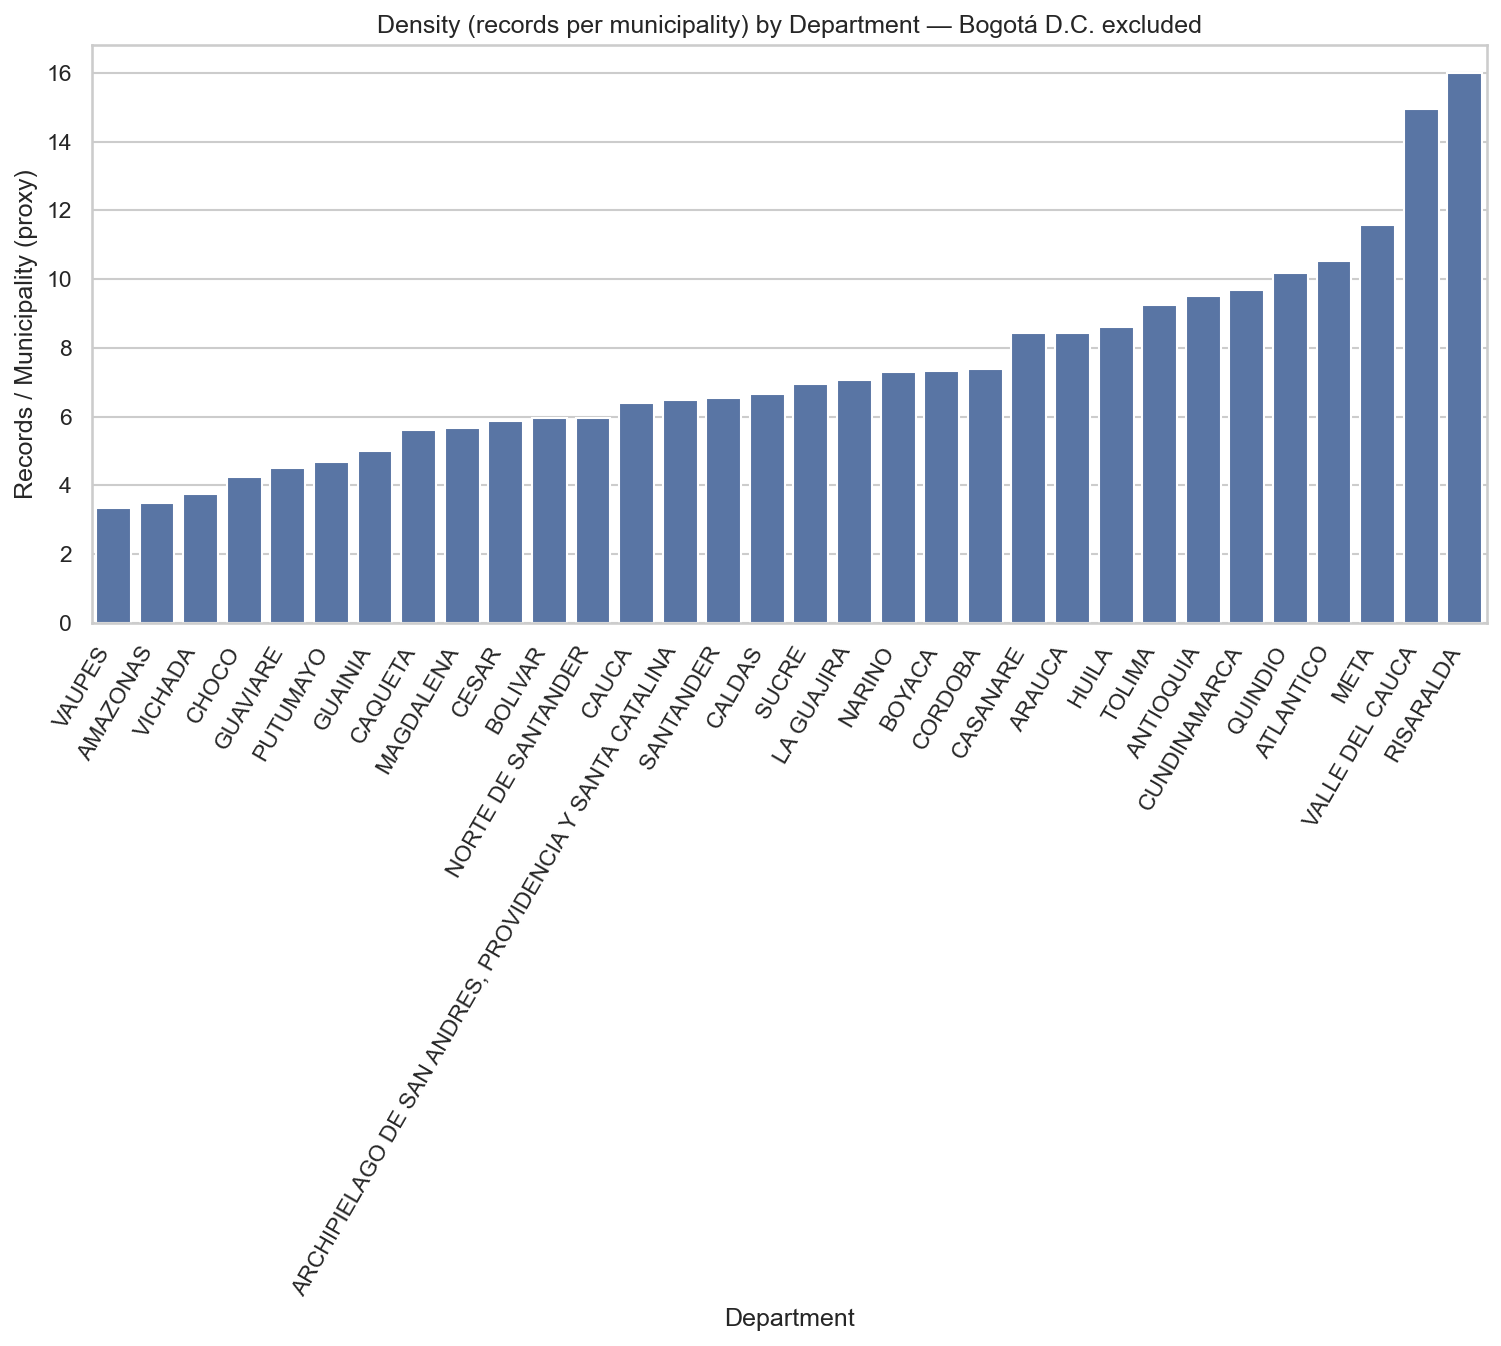 Density (records per municipality) by Department — Bogotá D.C. excluded
Records / Municipality (proxy)
16
14
12
10
8
6
4
2
0
VAUPES
AMAZONAS
VICHADA
CHOCO
GUAVIARE
PUTUMAYO
GUAINIA
CAQUETA
MAGDALENA
CESAR
BOLIVAR
NORTE DE SANTANDER
CAUCA
ARCHIPIELAGO DE SAN ANDRES, PROVIDENCIA Y SANTA CATALINA
SANTANDER
CALDAS
SUCRE
LA GUAJIRA
NARINO
BOYACA
CORDOBA
CASANARE
ARAUCA
HUILA
TOLIMA
ANTIOQUIA
CUNDINAMARCA
QUINDIO
ATLANTICO
META
VALLE DEL CAUCA
RISARALDA
Department